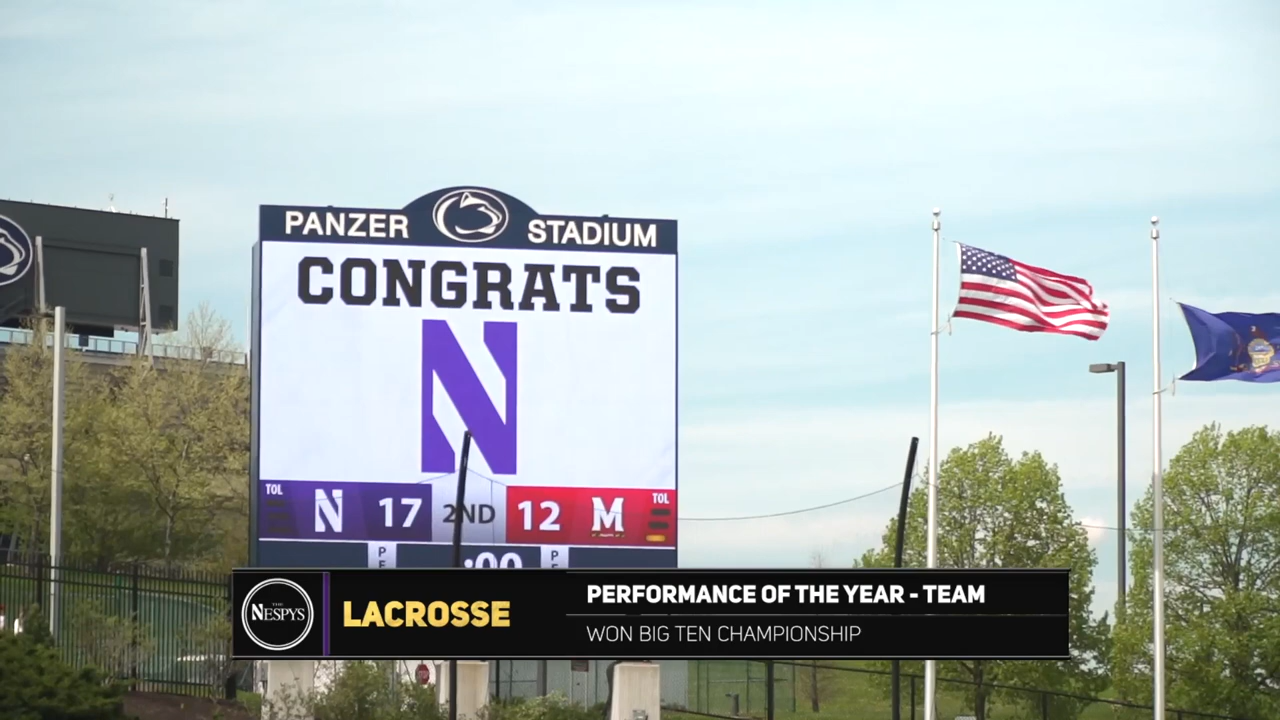 PANZER STADIUM
CONGRATS
N
TOL N 17 2ND 12 M TOL
P :00 P
THE
NESPYS
LACROSSE
PERFORMANCE OF THE YEAR - TEAM
WON BIG TEN CHAMPIONSHIP